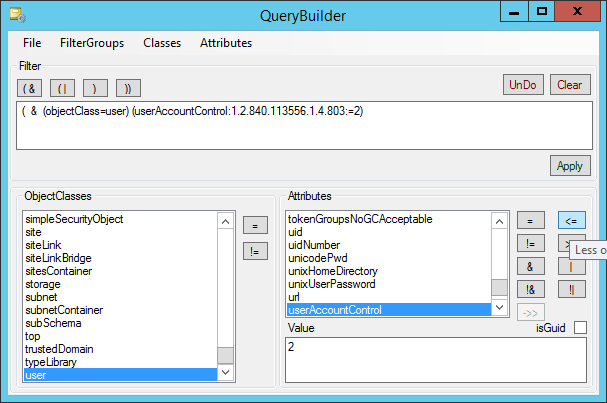 QueryBuilder
File FilterGroups Classes Attributes
Filter
( & ( | ) )) UnDo Clear
( & (objectClass=user) (userAccountControl:1.2.840.113556.1.4.803:=2)
Apply
ObjectClasses
simpleSecurityObject
site
siteLink
siteLinkBridge
sitesContainer
storage
subnet
subnetContainer
subSchema
top
trustedDomain
typeLibrary
user
=
!=
Attributes
tokenGroupsNoGCAcceptable
uid
uidNumber
unicodePwd
unixHomeDirectory
unixUserPassword
url
userAccountControl
= <=
!= >
Less o
& |
!& !|
->>
Value isGuid
2